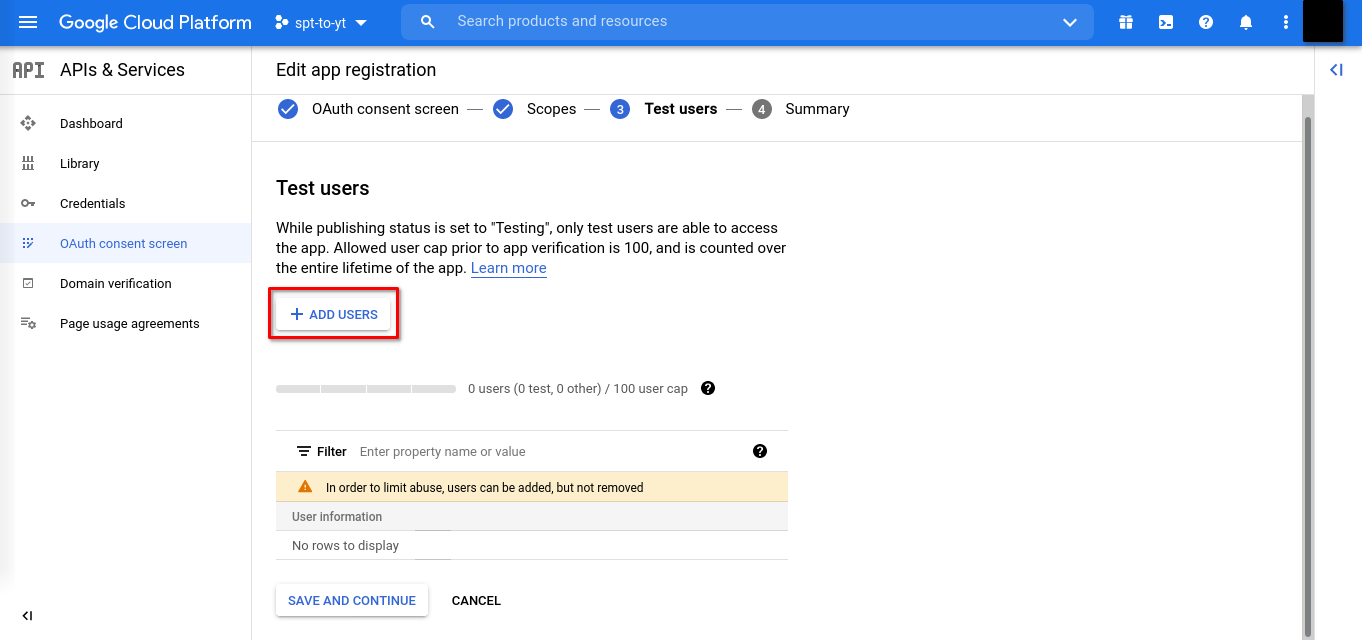 Google Cloud Platform
spt-to-yt
Search products and resources
API
APIs & Services
Edit app registration
Dashboard
Library
Credentials
OAuth consent screen
Domain verification
Page usage agreements
OAuth consent screen
Scopes
3
Test users
4
Summary
Test users
While publishing status is set to "Testing", only test users are able to access
the app. Allowed user cap prior to app verification is 100, and is counted over
the entire lifetime of the app. Learn more
ADD USERS
0 users (0 test, 0 other) / 100 user cap
Filter Enter property name or value
In order to limit abuse, users can be added, but not removed
User information
No rows to display
SAVE AND CONTINUE
CANCEL